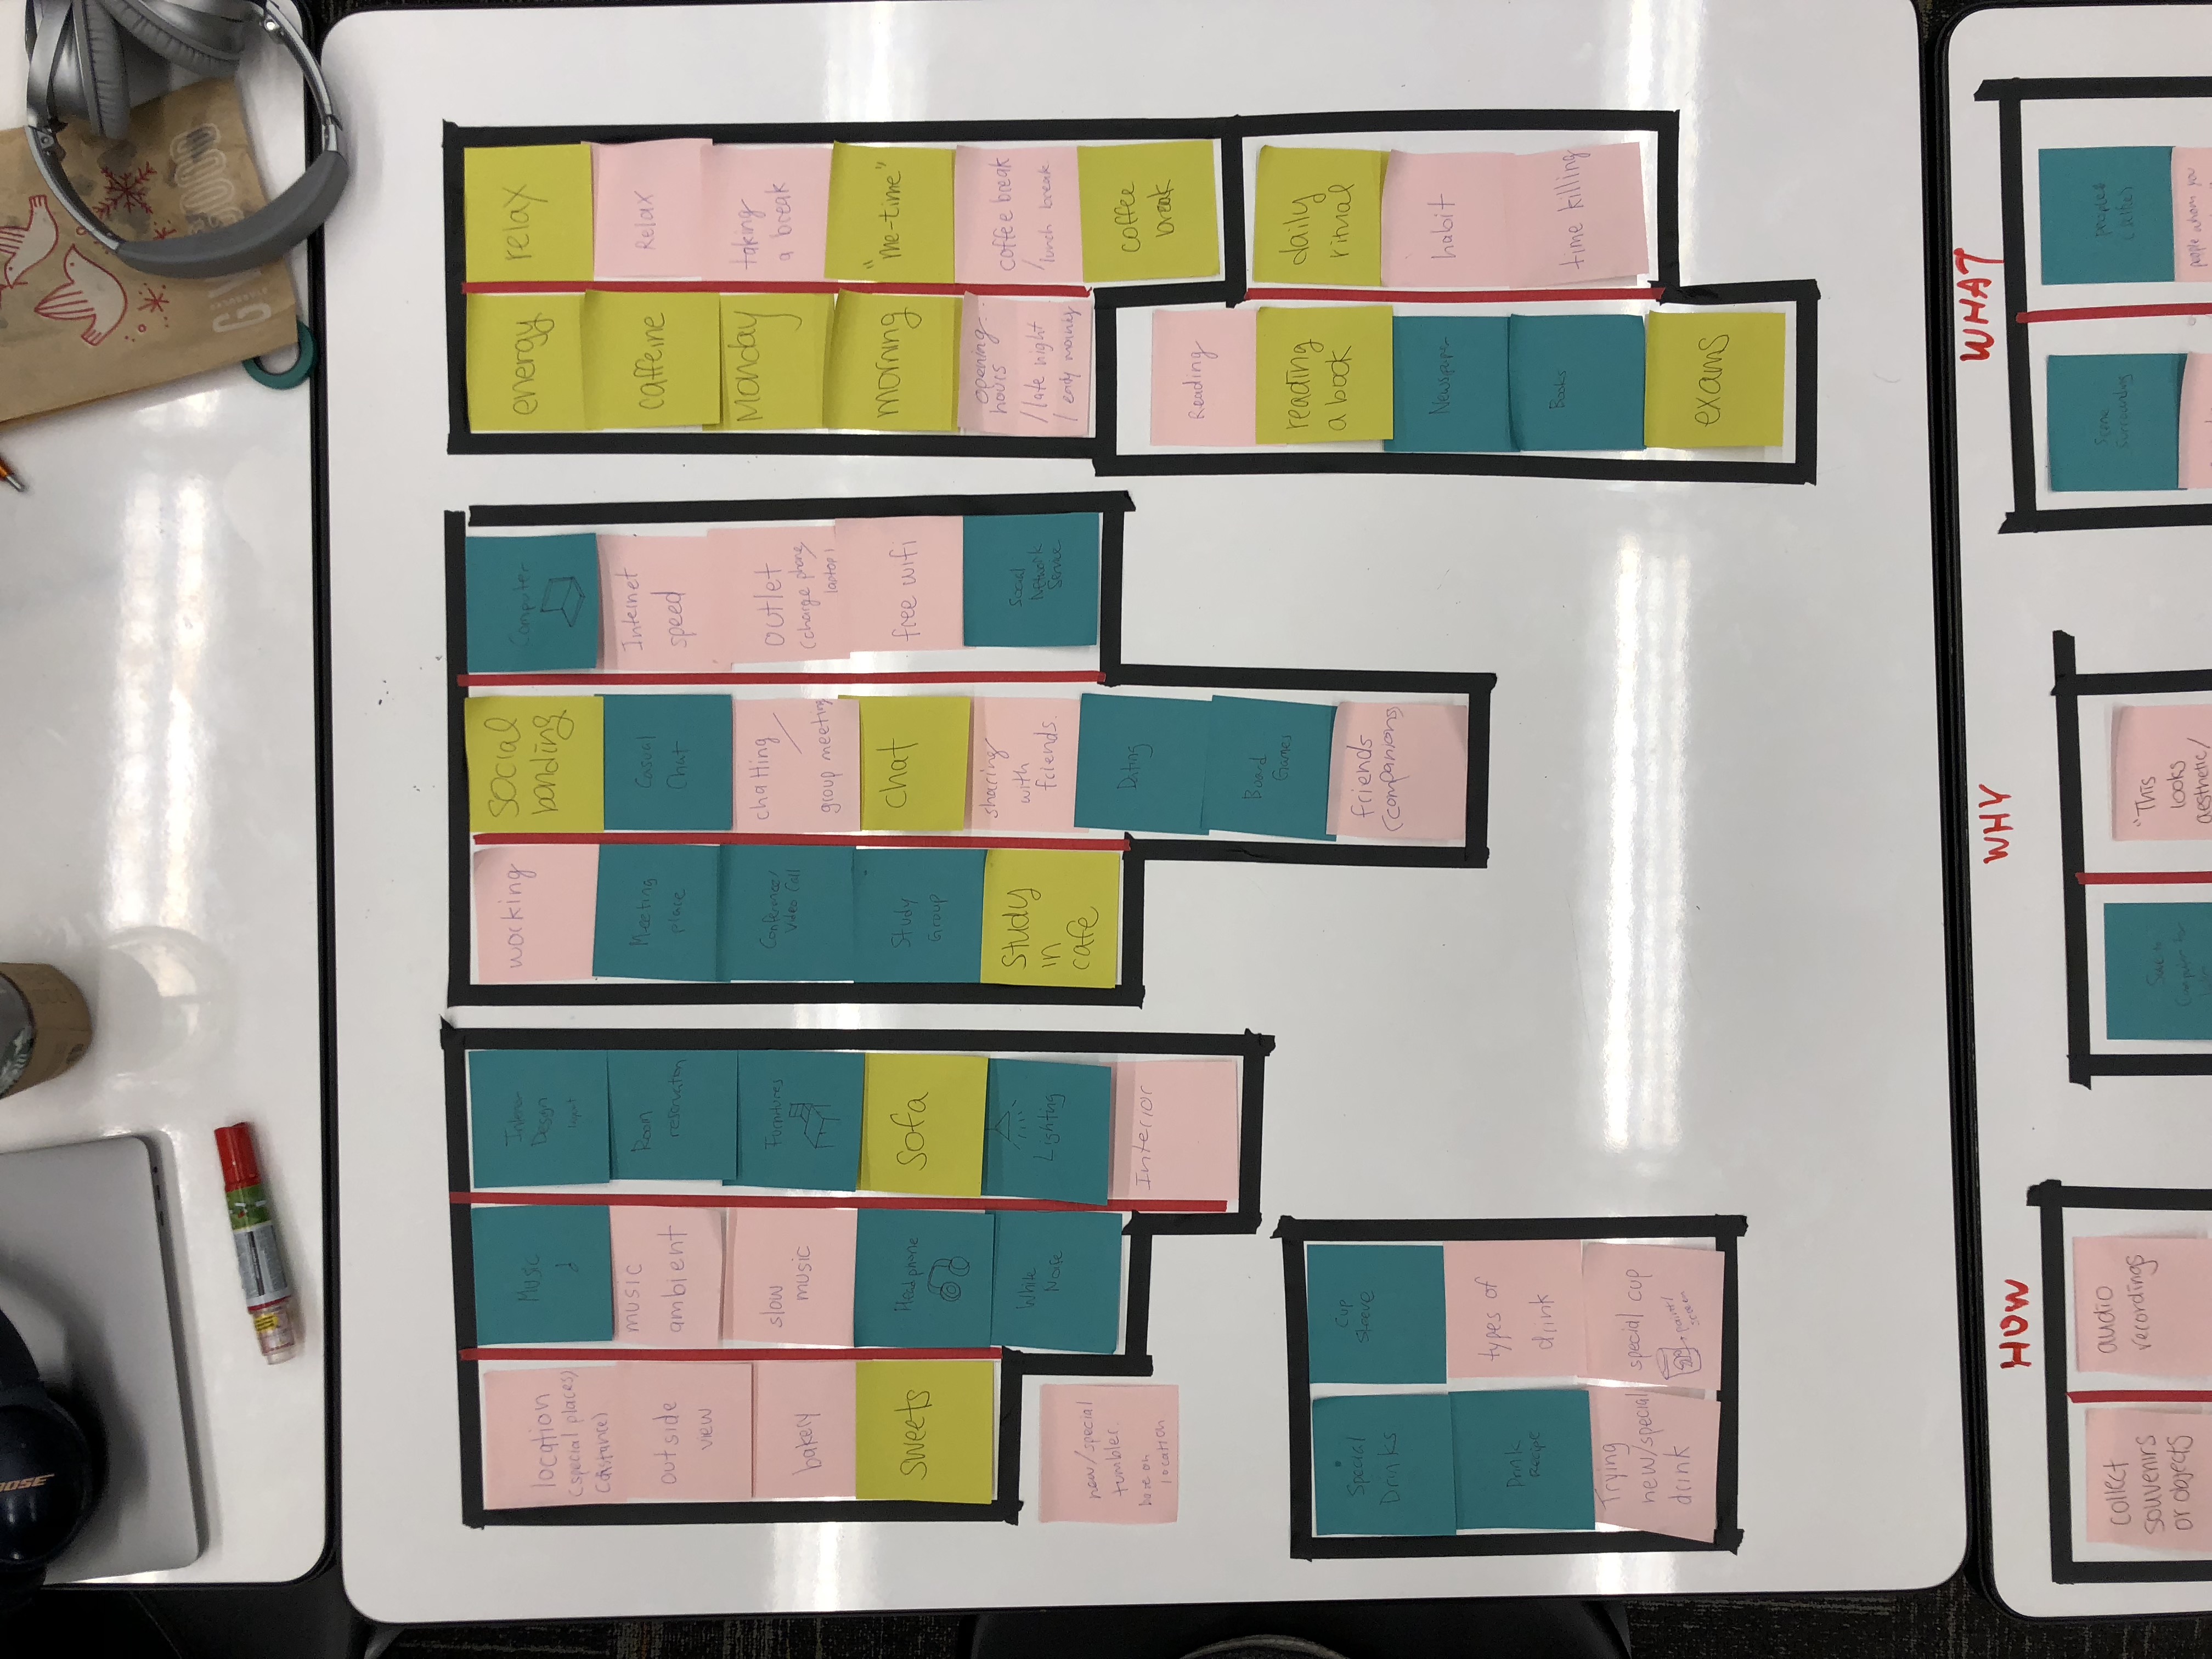 BOSE
location
(special places)
(distance)
outside
view
bakery
sweets
Music
music
ambient
slow
music
Headphone
White
Noise
Interior
Design
layout
Room
reservation
Furnitures
sofa
Lighting
Interior
new/special
tumbler.
base on
location
Special
Drinks
Drink
Recipe
Trying
new/special
drink
Cup
Sleeve
types of
drink
special cup
working
Meeting
place
Conference/
Video Call
Study
Group
Study
in
cafe
social
bonding
Casual
Chat
chatting
/
group meeting
chat
sharing
with
friends.
Dating
Board
Games
friends
(companions)
Computer
Internet
speed
outlet
(charge phone/
laptop)
free wifi
Social
Network
Service
energy
caffeine
Monday
morning
opening
hours
/ late night
/ early morning
relax
Relax
taking
a break
"me-time"
coffee break
/ lunch break
coffee
break
Reading
reading
a book
Newspaper
Books
exams
daily
ritual
habit
time killing
HOW
collect
souvenirs
or objects
audio
recordings
WHY
"This
looks
aesthetic/
WHAT
Scene
Surrounding
people
(selfie)
people whom you